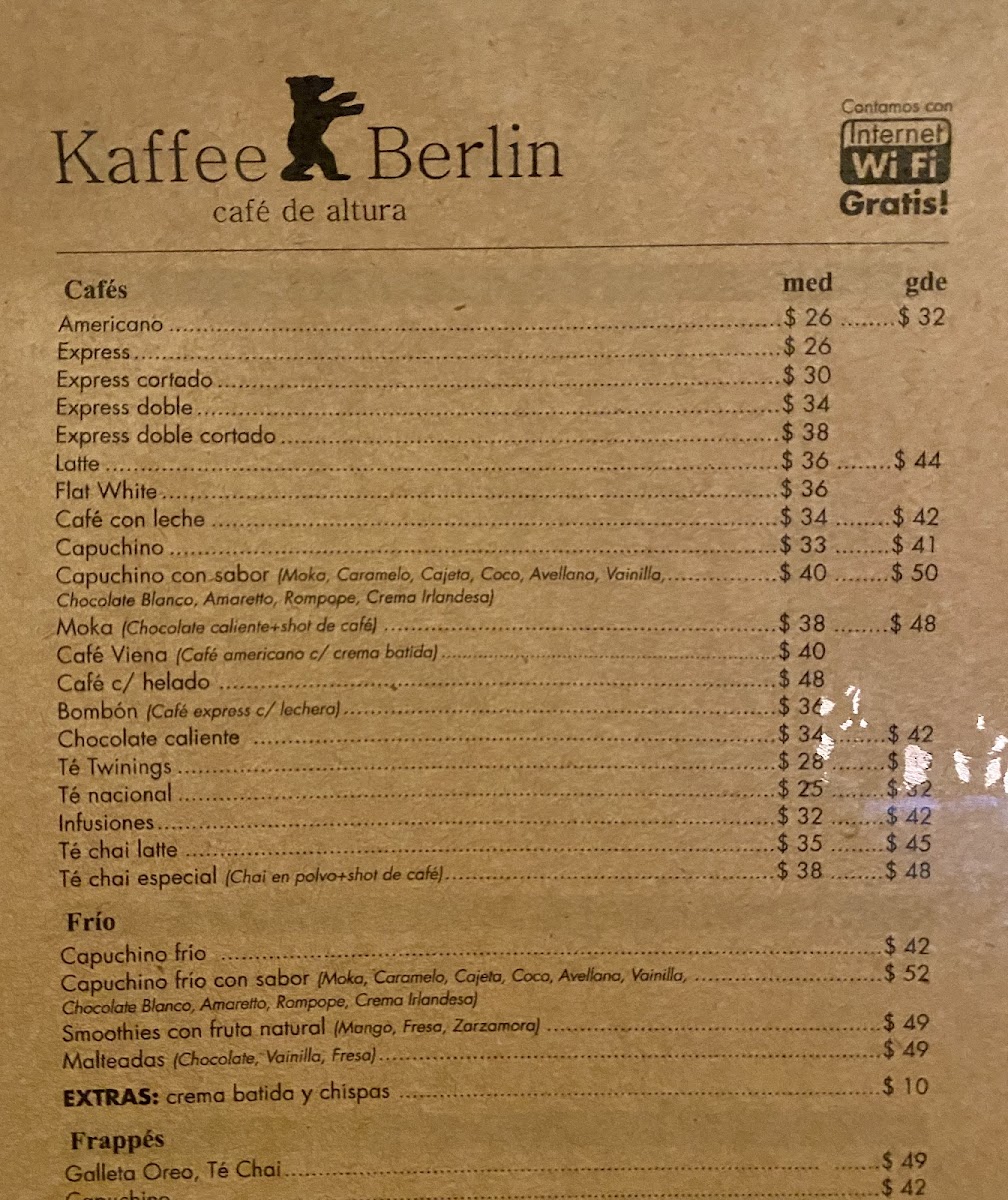 Kaffee Berlin
café de altura
Contamos con
Internet
Wi Fi
Gratis!
Cafés med gde
Americano $ 26 $ 32
Express $ 26
Express cortado $ 30
Express doble $ 34
Express doble cortado $ 38
Latte $ 36 $ 44
Flat White $ 36
Café con leche $ 34 $ 42
Capuchino $ 33 $ 41
Capuchino con sabor (Moka, Caramelo, Cajeta, Coco, Avellana, Vainilla, $ 40 $ 50
Chocolate Blanco, Amaretto, Rompope, Crema Irlandesa)
Moka (Chocolate caliente+shot de café) $ 38 $ 48
Café Viena (Café americano c/ crema batida) $ 40
Café c/ helado $ 48
Bombón (Café express c/ lechera) $ 36
Chocolate caliente $ 34 $ 42
Té Twinings $ 28 $
Té nacional $ 25 $ 32
Infusiones $ 32 $ 42
Té chai latte $ 35 $ 45
Té chai especial (Chai en polvo+shot de café) $ 38 $ 48
Frío
Capuchino frío $ 42
Capuchino frío con sabor (Moka, Caramelo, Cajeta, Coco, Avellana, Vainilla, $ 52
Chocolate Blanco, Amaretto, Rompope, Crema Irlandesa)
Smoothies con fruta natural (Mango, Fresa, Zarzamora) $ 49
Malteadas (Chocolate, Vainilla, Fresa) $ 49
EXTRAS: crema batida y chispas $ 10
Frappés
Galleta Oreo, Té Chai $ 49
Capuchino $ 42